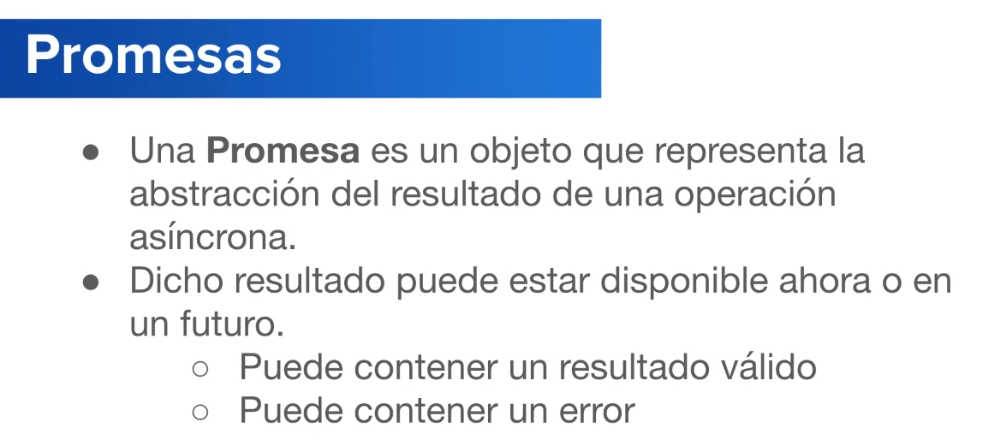 Promesas
● Una Promesa es un objeto que representa la
abstracción del resultado de una operación
asíncrona.
● Dicho resultado puede estar disponible ahora o en
un futuro.
○ Puede contener un resultado válido
○ Puede contener un error